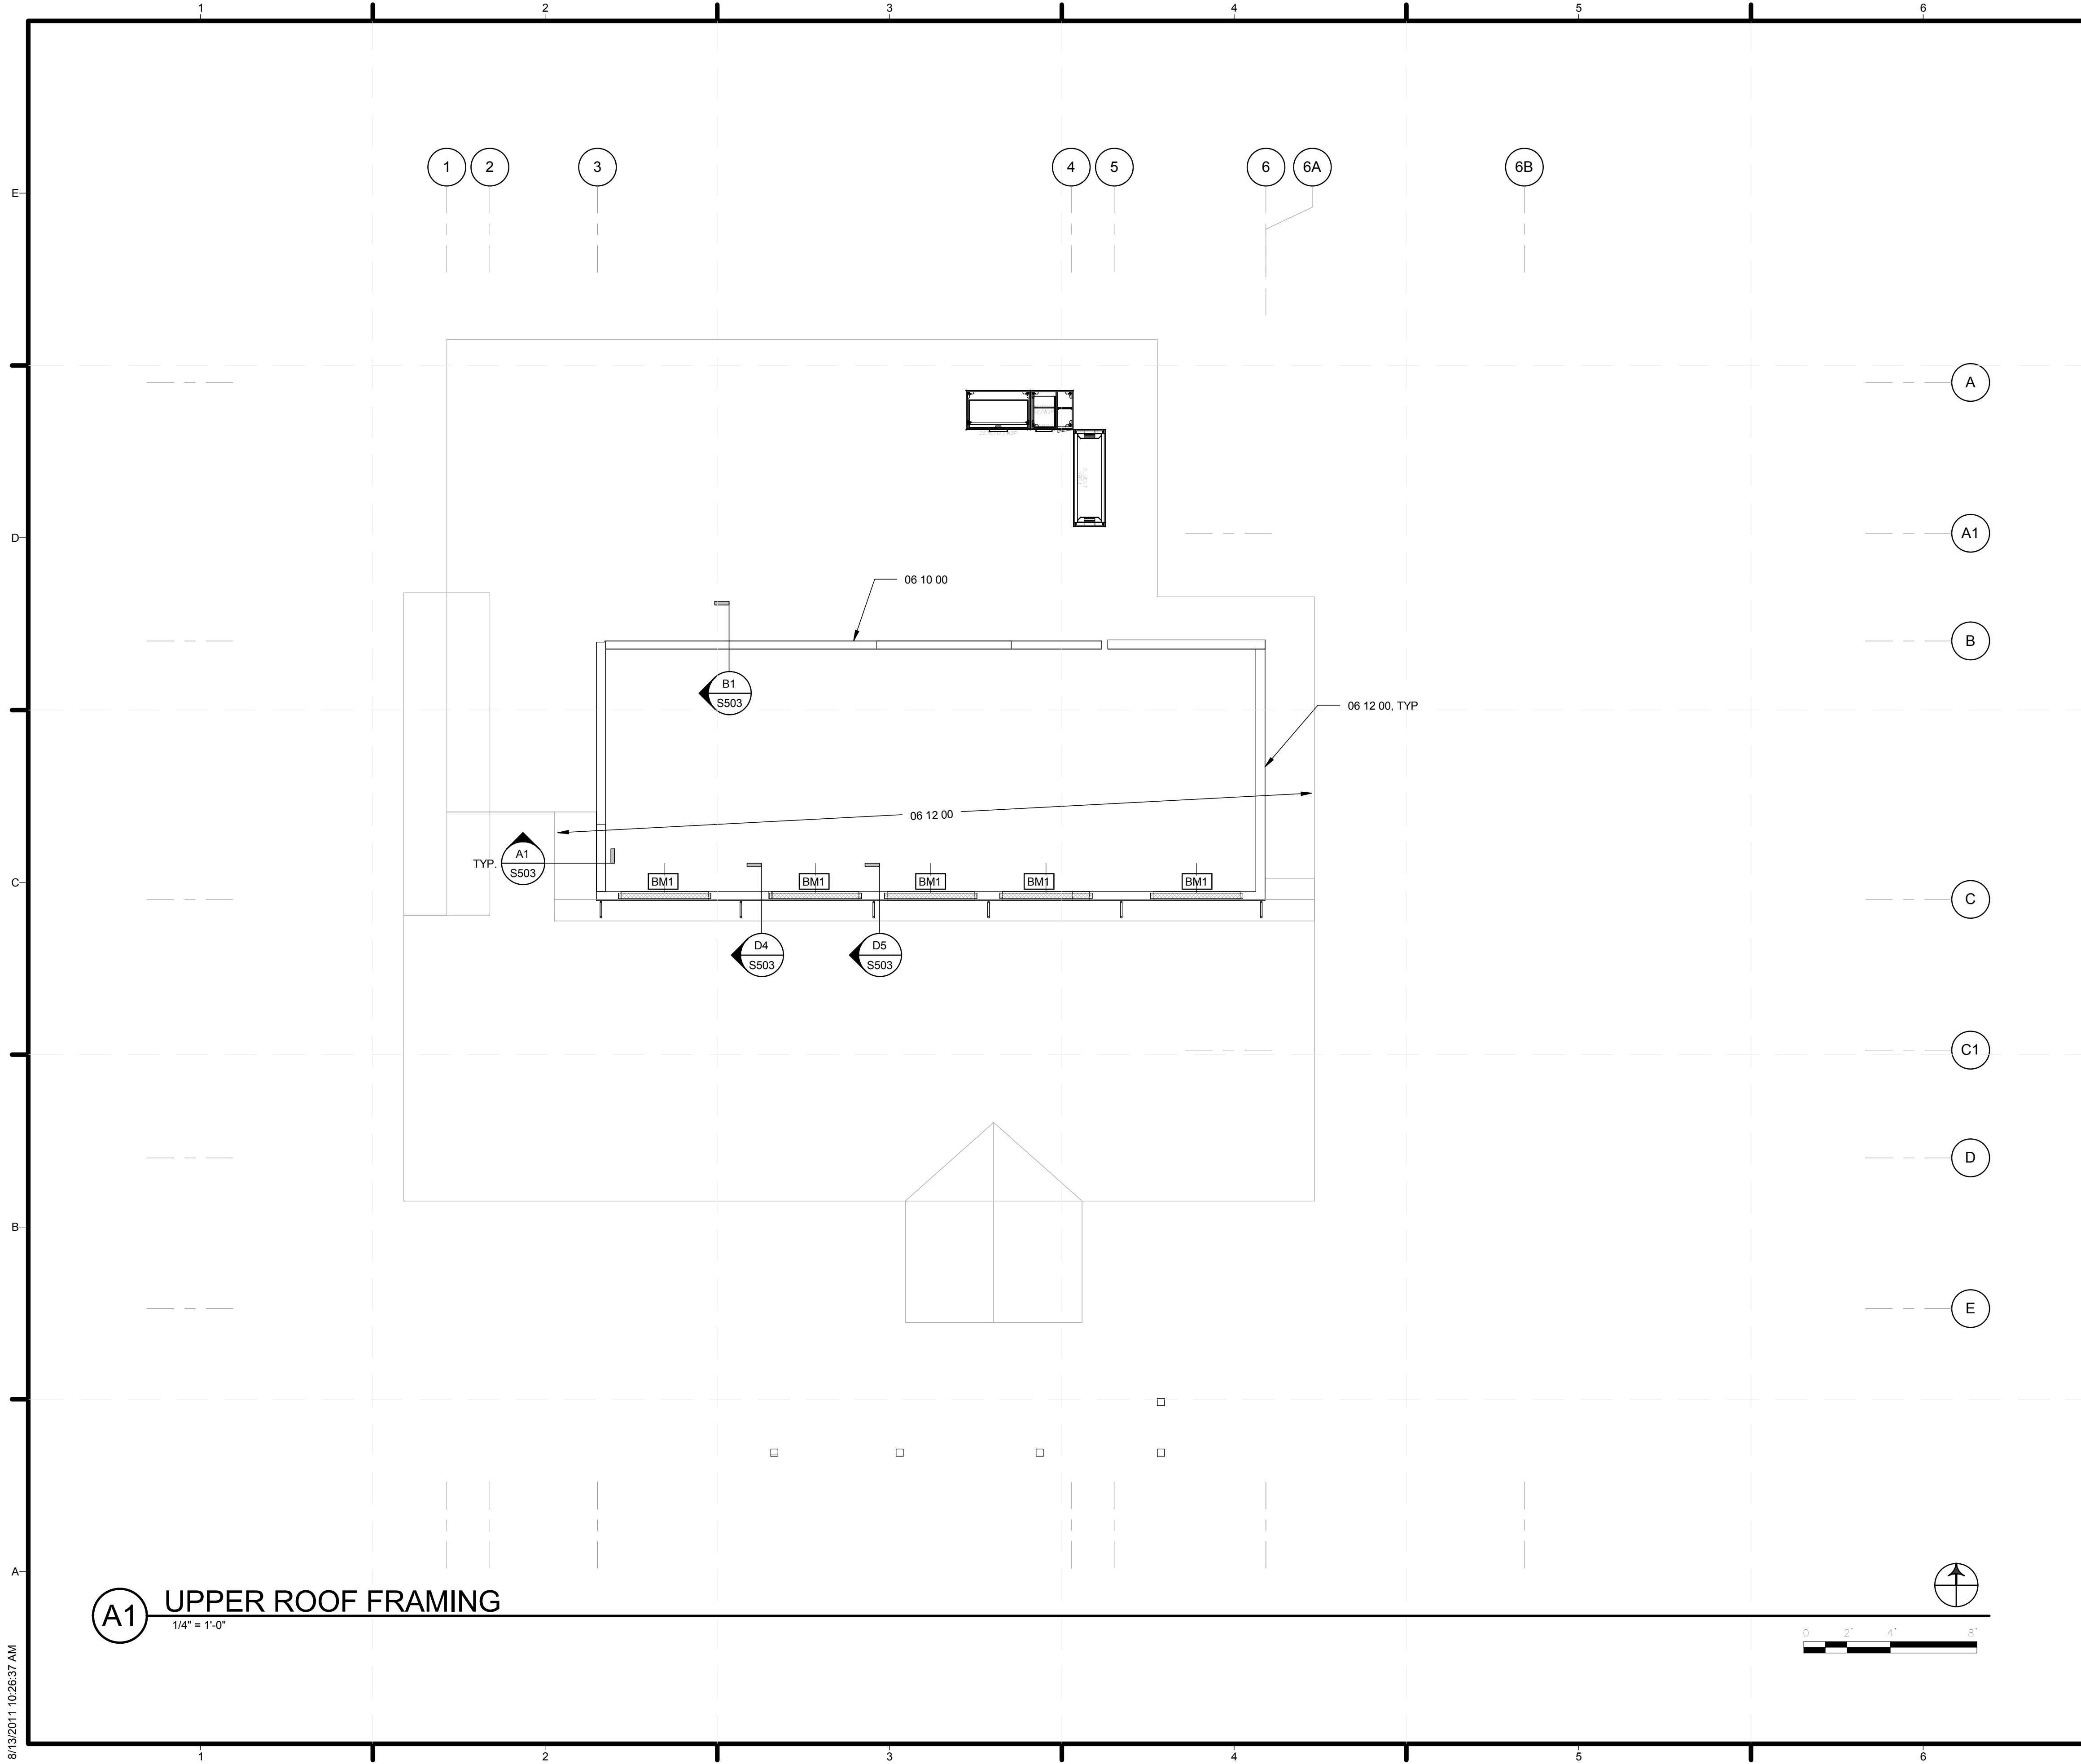 1 2 3 4 5 6
1 2 3 4 5 6 6A 6B
E
A
A1
D
06 10 00
B
B1
S503
06 12 00, TYP
06 12 00
TYP.
A1
S503
C
BM1 BM1 BM1 BM1 BM1
C
D4
S503
D5
S503
C1
D
B
E
A
A1 UPPER ROOF FRAMING
1/4" = 1'-0"
0 2' 4' 8'
8/13/2011 10:26:37 AM
1 2 3 4 5 6